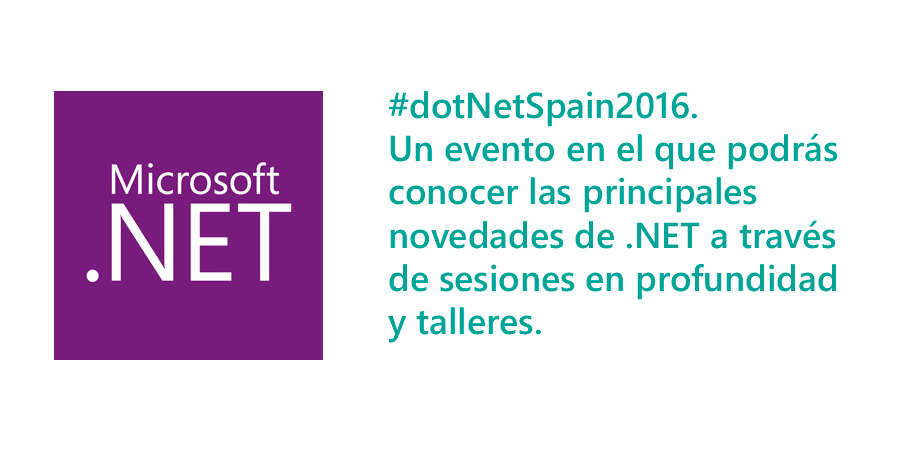 Microsoft
.NET
#dotNetSpain2016.
Un evento en el que podrás
conocer las principales
novedades de .NET a través
de sesiones en profundidad
y talleres.